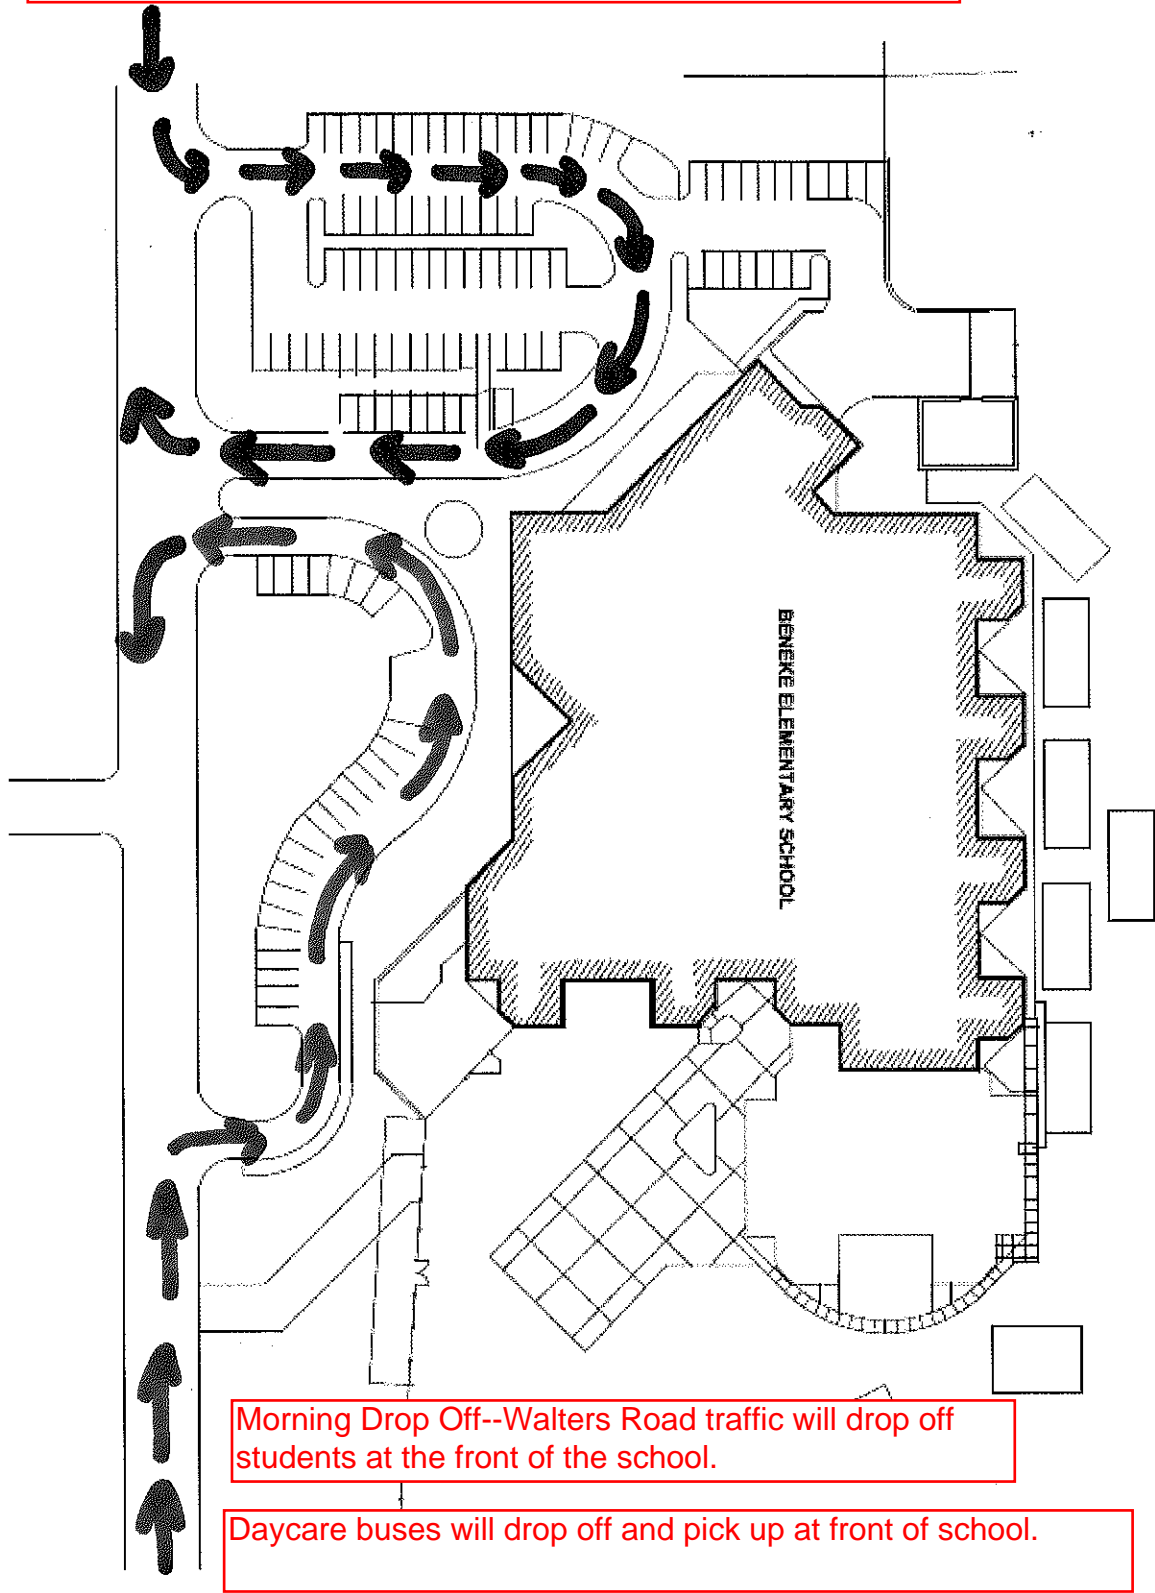 BENEKE ELEMENTARY SCHOOL
Morning Drop Off--Walters Road traffic will drop off
students at the front of the school.
Daycare buses will drop off and pick up at front of school.